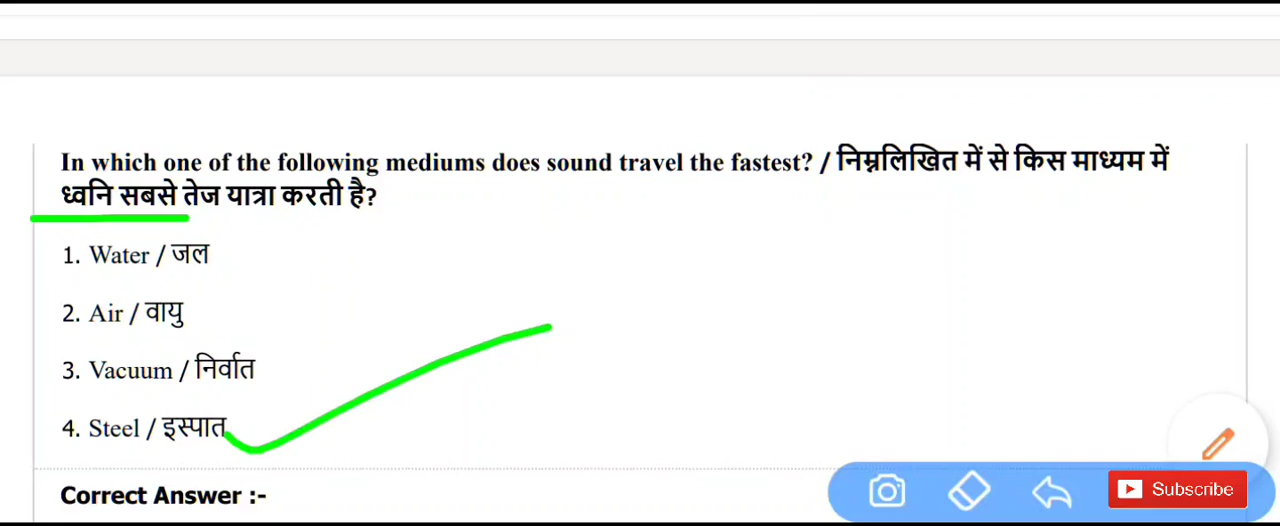 In which one of the following mediums does sound travel the fastest? / निम्नलिखित में से किस माध्यम में
ध्वनि सबसे तेज यात्रा करती है?
1. Water / जल
2. Air / वायु
3. Vacuum / निर्वात
4. Steel / इस्पात
Correct Answer :-
Subscribe